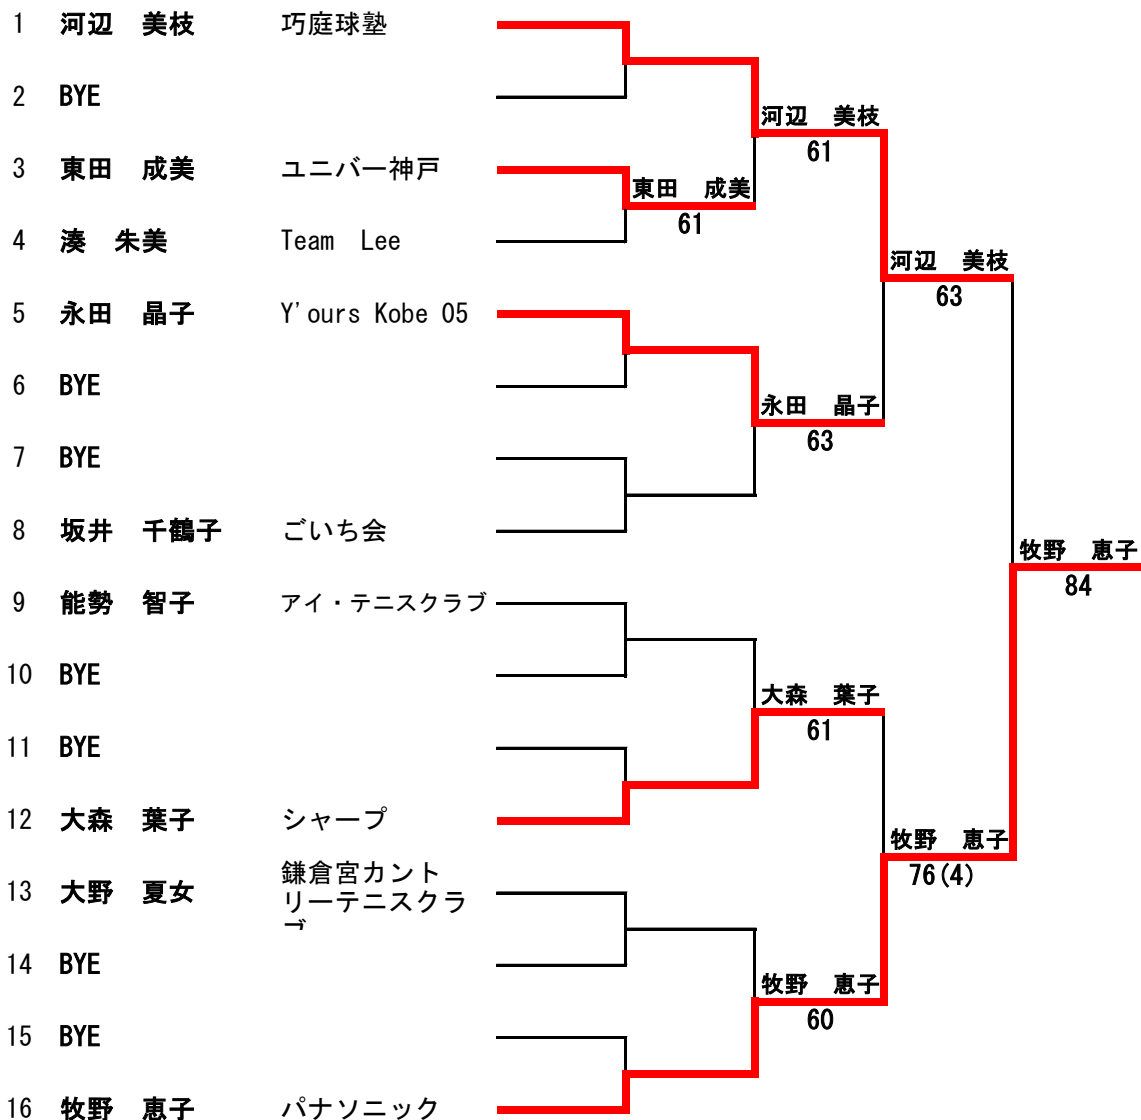 1 河辺　美枝 巧庭球塾
2 BYE
河辺　美枝
61
3 東田　成美 ユニバー神戸
東田　成美
61
4 湊　朱美 Team Lee
河辺　美枝
63
5 永田　晶子 Y'ours Kobe 05
6 BYE
永田　晶子
63
7 BYE
8 坂井　千鶴子 ごいち会
牧野　恵子
84
9 能勢　智子 アイ・テニスクラブ
10 BYE
大森　葉子
61
11 BYE
12 大森　葉子 シャープ
牧野　恵子
76(4)
13 大野　夏女 鎌倉宮カント
リーテニスクラ
ブ
14 BYE
牧野　恵子
60
15 BYE
16 牧野　恵子 パナソニック